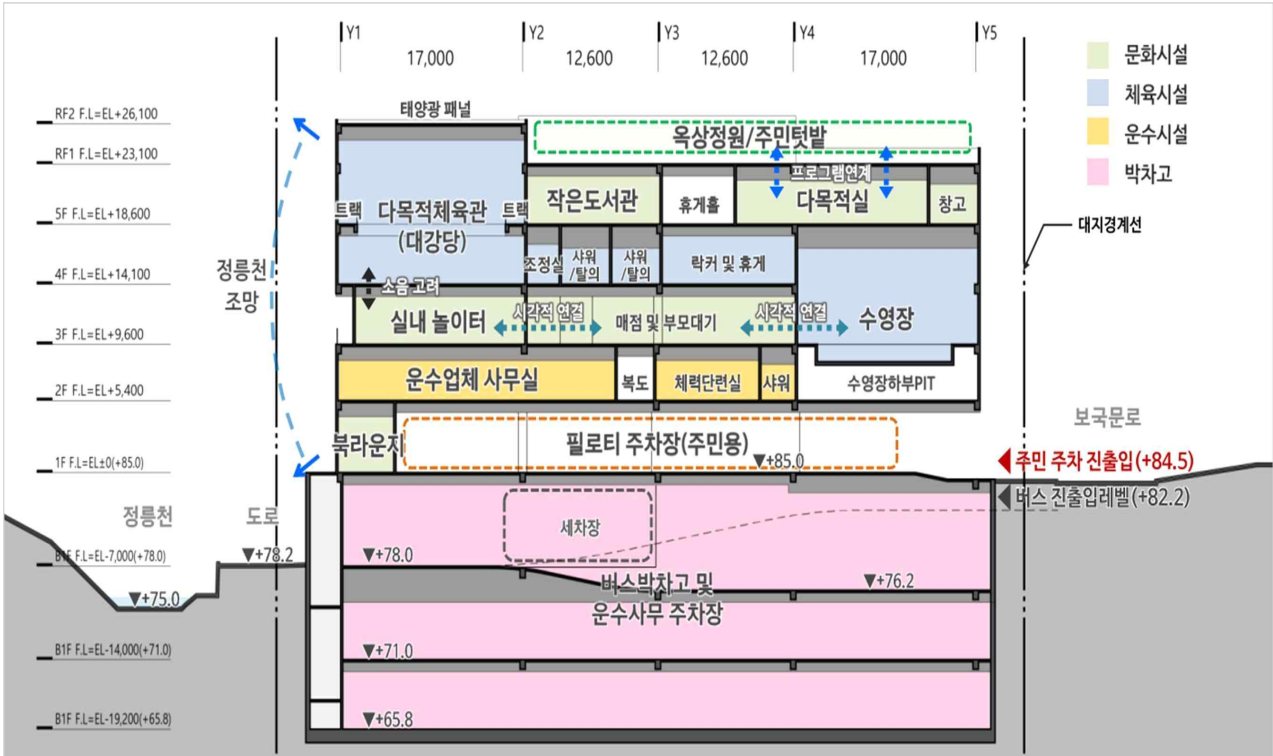 Y1 Y2 Y3 Y4 Y5
17,000 12,600 12,600 17,000
문화시설
체육시설
운수시설
박차고
RF2 F.L=EL+26,100
태양광 패널
옥상정원/주민텃밭
RF1 F.L=EL+23,100
프로그램연계
작은도서관 휴게홀 다목적실 창고
5F F.L=EL+18,600
트랙 다목적체육관 트랙
(대강당)
대지경계선
조정실 샤워 샤워 락커 및 휴게
/탈의 /탈의
정릉천
조망
4F F.L=EL+14,100
소음 고려
시각적 연결 시각적 연결
실내 놀이터 매점 및 부모대기 수영장
3F F.L=EL+9,600
운수업체 사무실 복도 체력단련실 샤워 수영장하부PIT
2F F.L=EL+5,400
보국문로
북라운지 필로티 주차장(주민용)
▼+85.0
1F F.L=EL±0(+85.0)
주민 주차 진출입(+84.5)
버스 진출입레벨(+82.2)
정릉천 도로
세차장
B1F F.L=EL-7,000(+78.0)
▼+78.2
▼+78.0
▼+76.2
▼+75.0
버스박차고 및
운수사무 주차장
B1F F.L=EL-14,000(+71.0)
▼+71.0
B1F F.L=EL-19,200(+65.8)
▼+65.8